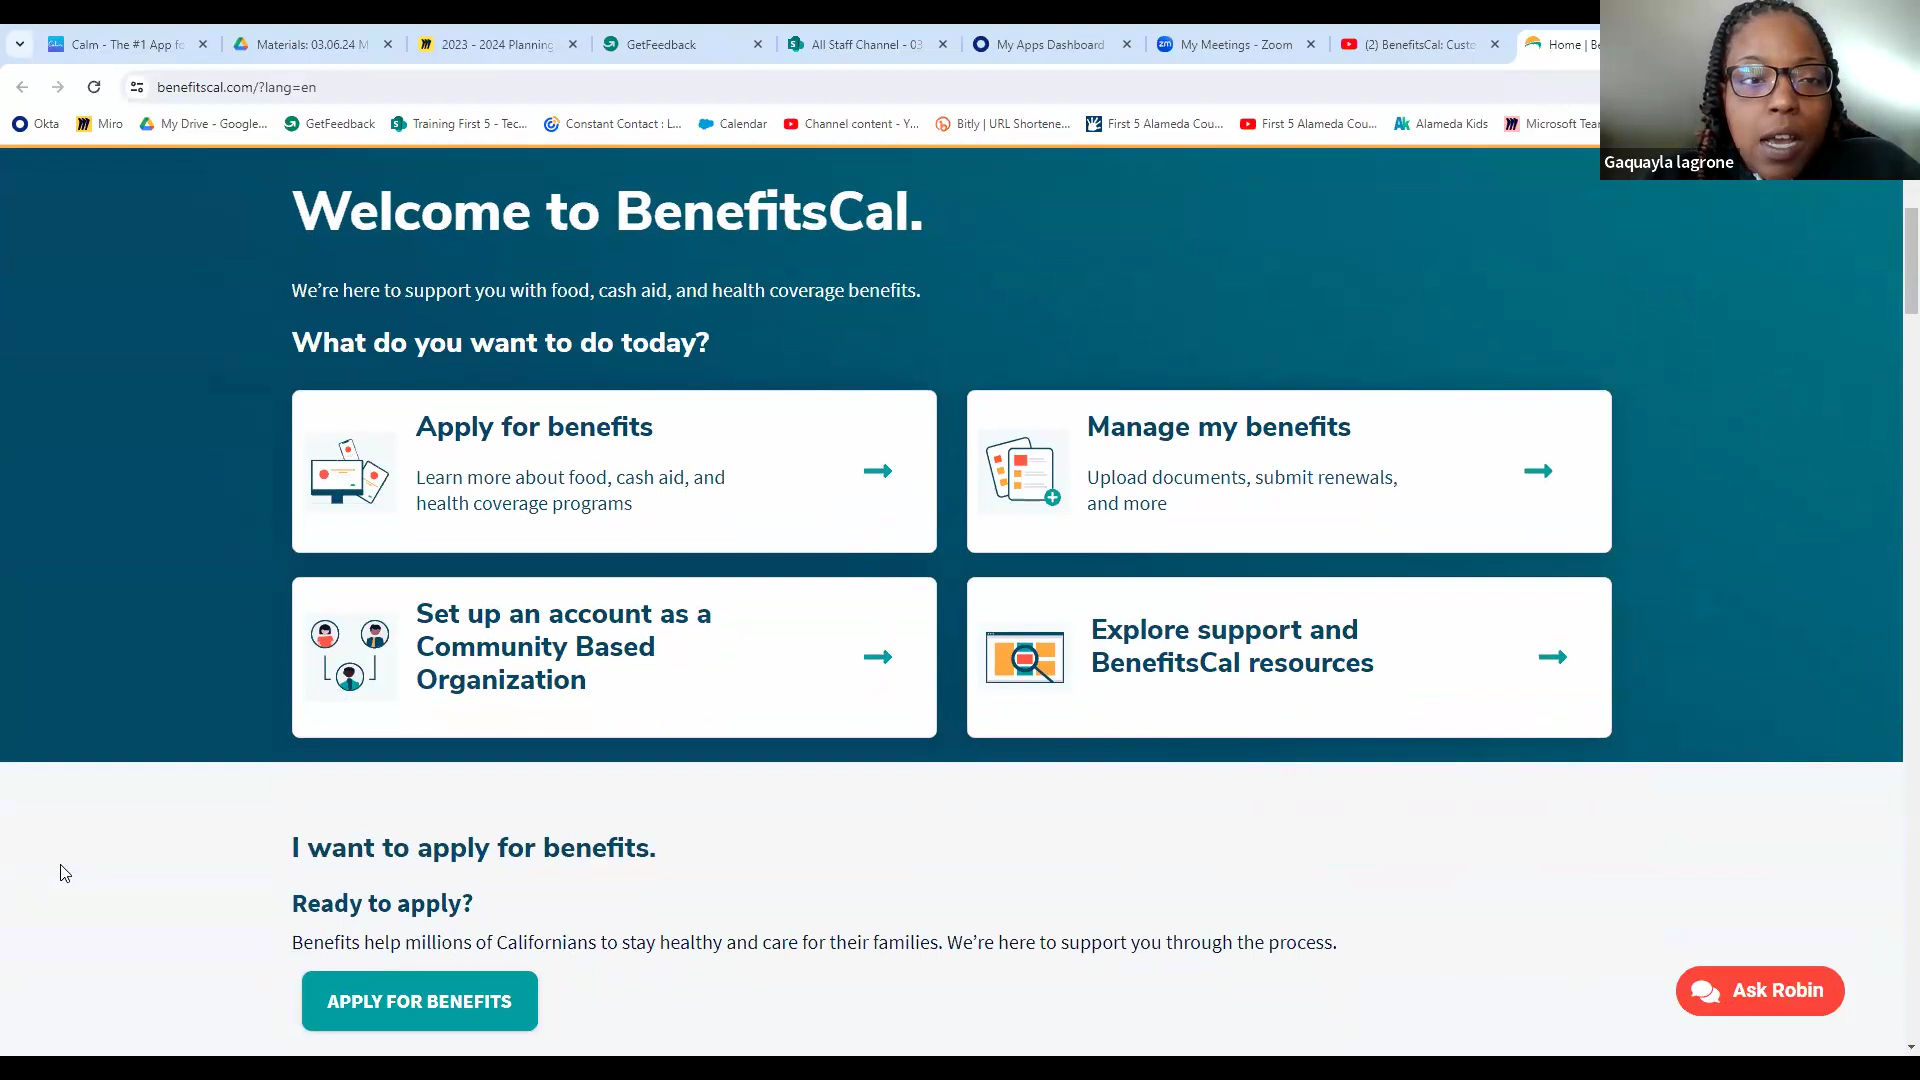 Calm - The #1 App fo
Materials: 03.06.24 M
2023 - 2024 Planning
GetFeedback
All Staff Channel - 03
My Apps Dashboard
zm My Meetings - Zoom
(2) BenefitsCal: Custo
Home | Be
benefitscal.com/?lang=en
Okta
Miro
My Drive - Google...
GetFeedback
Training First 5 - Tec...
Constant Contact : L...
Calendar
Channel content - Y...
Bitly | URL Shortene...
First 5 Alameda Cou...
First 5 Alameda Cou...
Ak Alameda Kids
Microsoft Tea
Gaquayla lagrone
Welcome to BenefitsCal.
We’re here to support you with food, cash aid, and health coverage benefits.
What do you want to do today?
Apply for benefits
Learn more about food, cash aid, and
health coverage programs
Manage my benefits
Upload documents, submit renewals,
and more
Set up an account as a
Community Based
Organization
Explore support and
BenefitsCal resources
I want to apply for benefits.
Ready to apply?
Benefits help millions of Californians to stay healthy and care for their families. We’re here to support you through the process.
APPLY FOR BENEFITS
Ask Robin